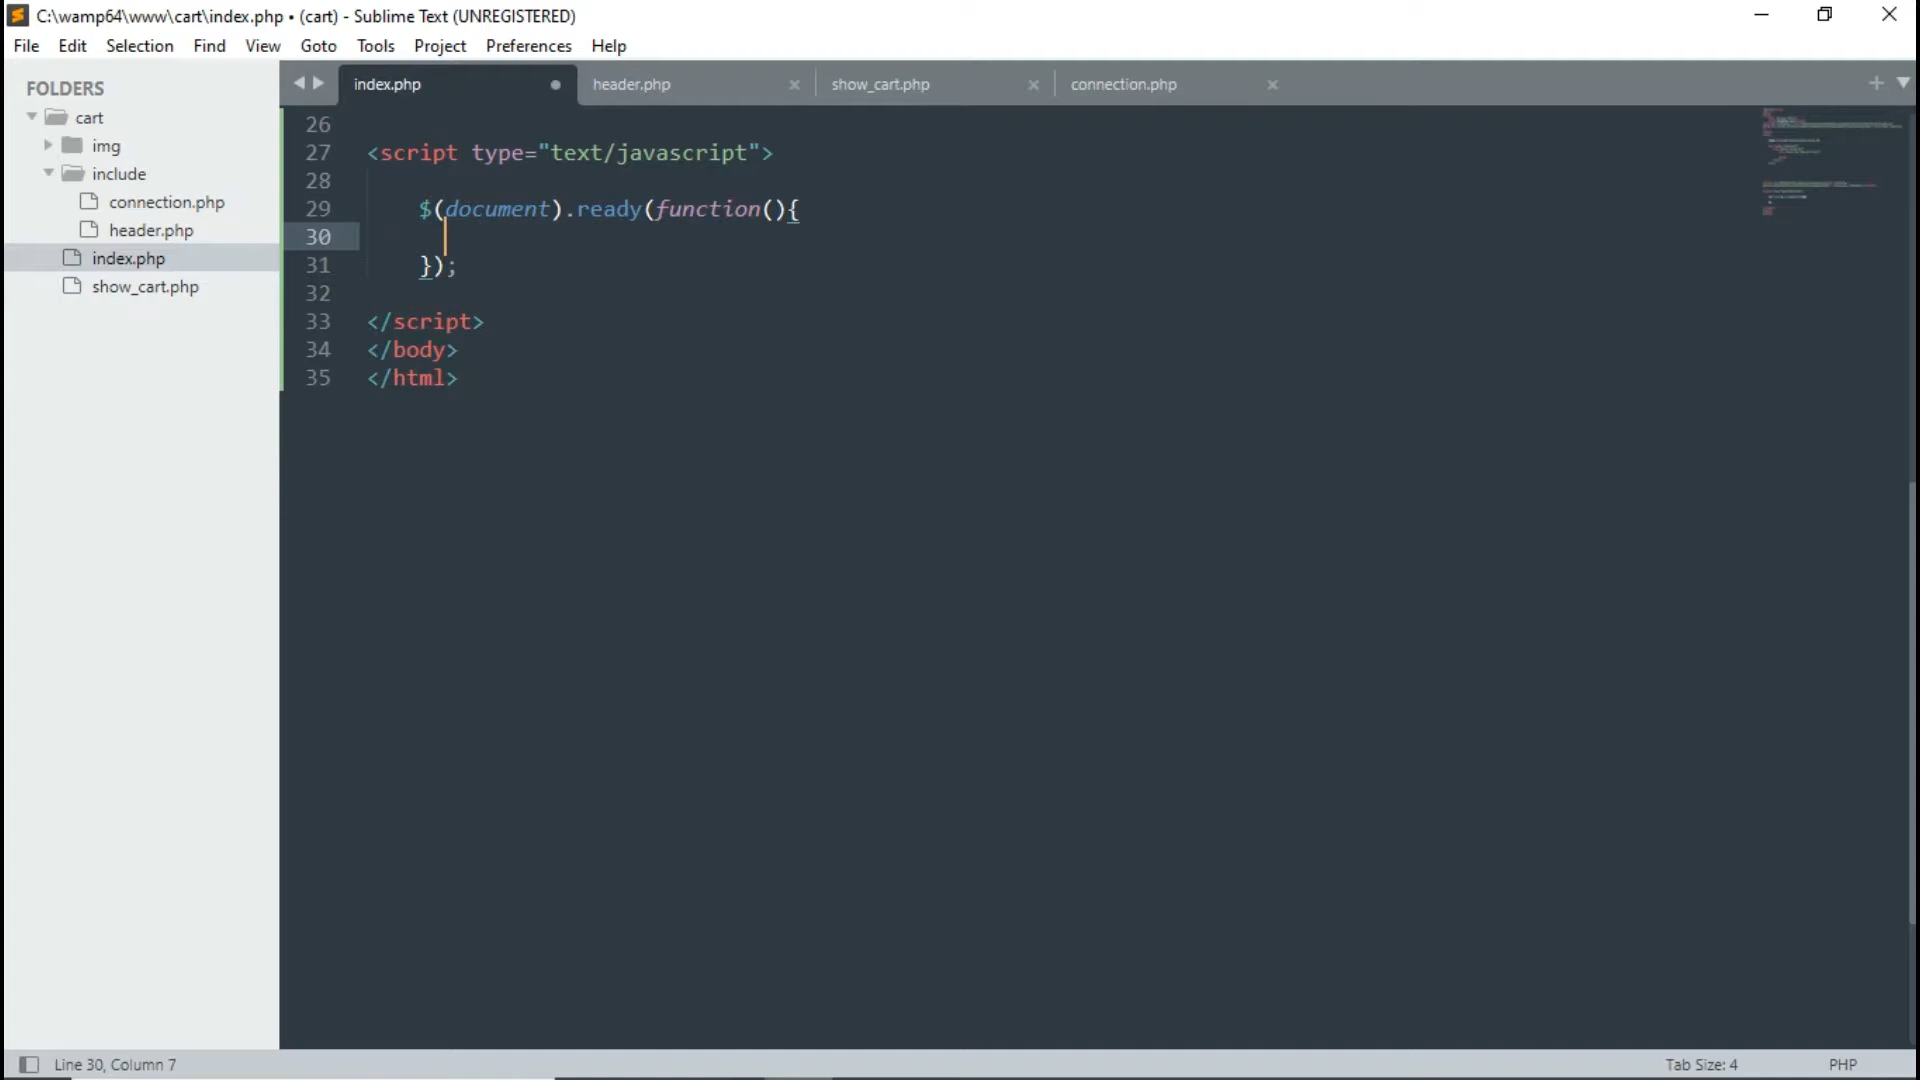 C:\wamp64\www\cart\index.php • (cart) - Sublime Text (UNREGISTERED)
File Edit Selection Find View Goto Tools Project Preferences Help
FOLDERS
cart
img
include
connection.php
header.php
index.php
show_cart.php
index.php header.php show_cart.php connection.php
26
27 <script type="text/javascript">
28
29 $(document).ready(function(){
30
31 });
32
33 </script>
34 </body>
35 </html>
Line 30, Column 7 Tab Size: 4 PHP